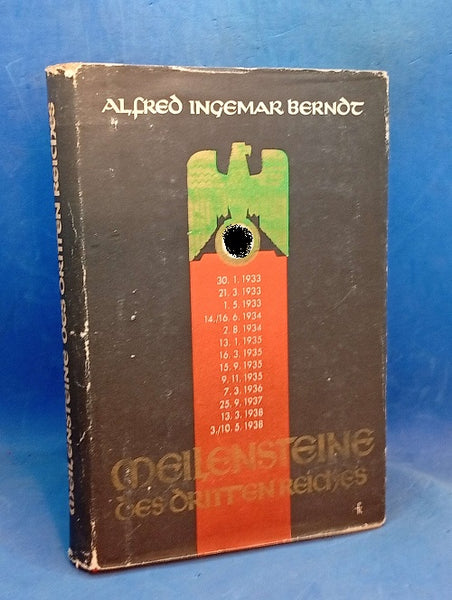 ALFRED INGEMAR BERNDT
30. 1. 1933
21. 3. 1933
1. 5. 1933
14./16. 6. 1934
2. 8. 1934
13. 1. 1935
16. 3. 1935
15. 9. 1935
9. 11. 1935
7. 3. 1936
25. 9. 1937
13. 3. 1938
3./10. 5. 1938
MEILENSTEINE
DES DRITTEN REICHES
MEILENSTEINE DES DRITTEN REICHES